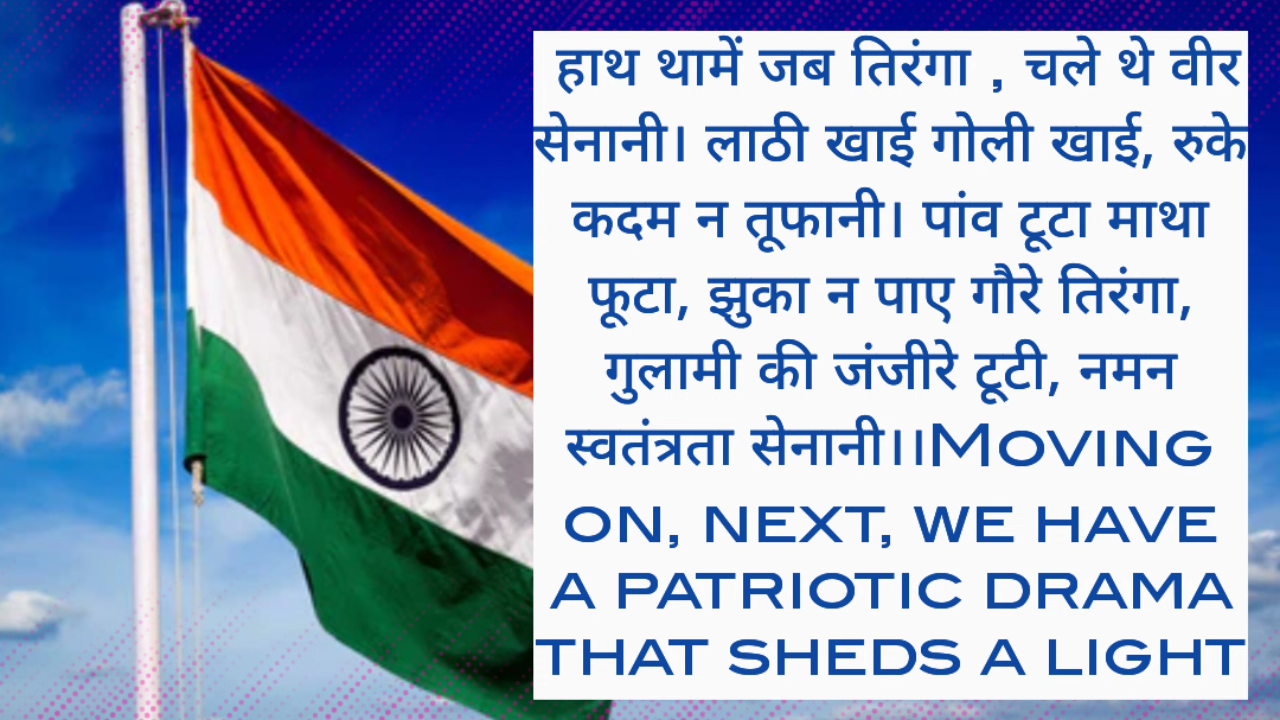 हाथ थामें जब तिरंगा , चले थे वीर
सेनानी। लाठी खाई गोली खाई, रुके
कदम न तूफानी। पांव टूटा माथा
फूटा, झुका न पाए गौरे तिरंगा,
गुलामी की जंजीरे टूटी, नमन
स्वतंत्रता सेनानी।।Moving
on, next, we have
a patriotic drama
that sheds a light